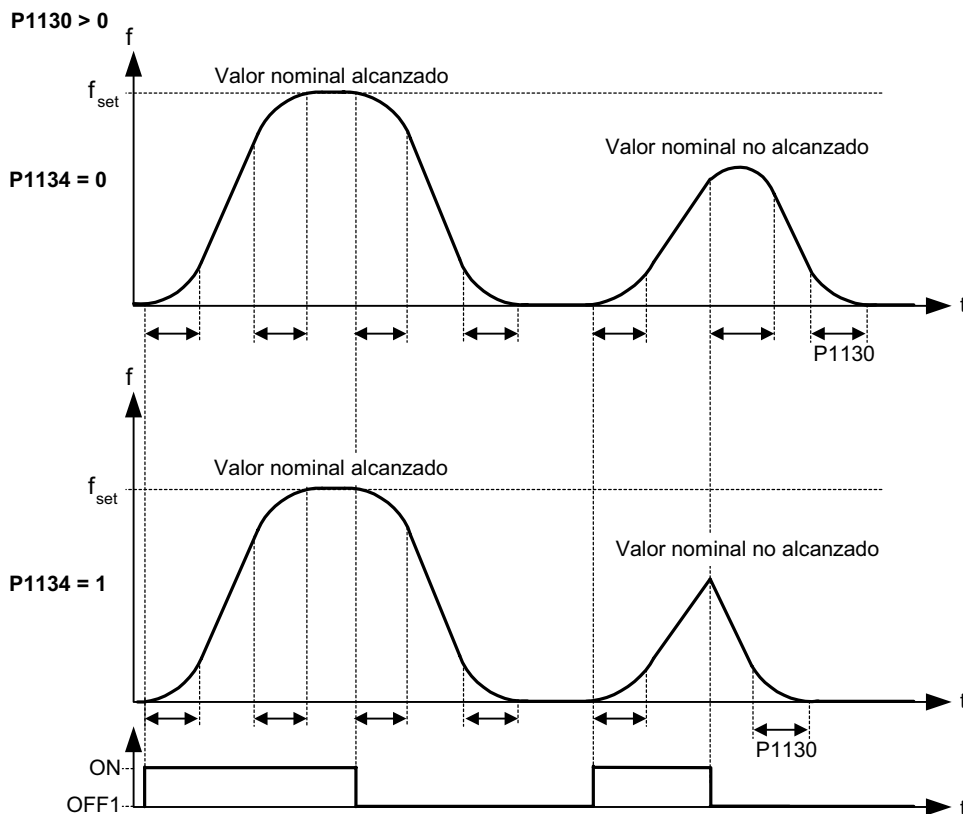 P1130 > 0
f
Valor nominal alcanzado
f set
Valor nominal no alcanzado
P1134 = 0
t
P1130
f
Valor nominal alcanzado
f set
Valor nominal no alcanzado
P1134 = 1
t
P1130
ON
OFF1
t